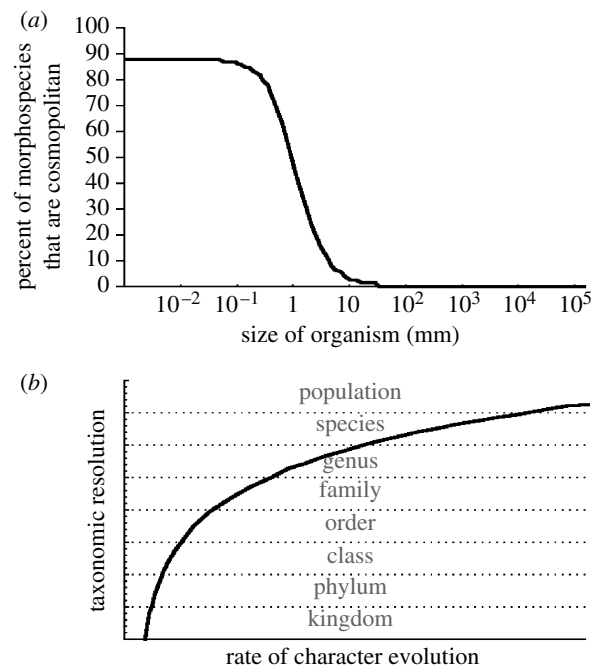 (a)
100
90
80
70
60
50
40
30
20
10
0
percent of morphospecies
that are cosmopolitan
10⁻² 10⁻¹ 1 10 10² 10³ 10⁴ 10⁵
size of organism (mm)
(b)
taxonomic resolution
population
species
genus
family
order
class
phylum
kingdom
rate of character evolution